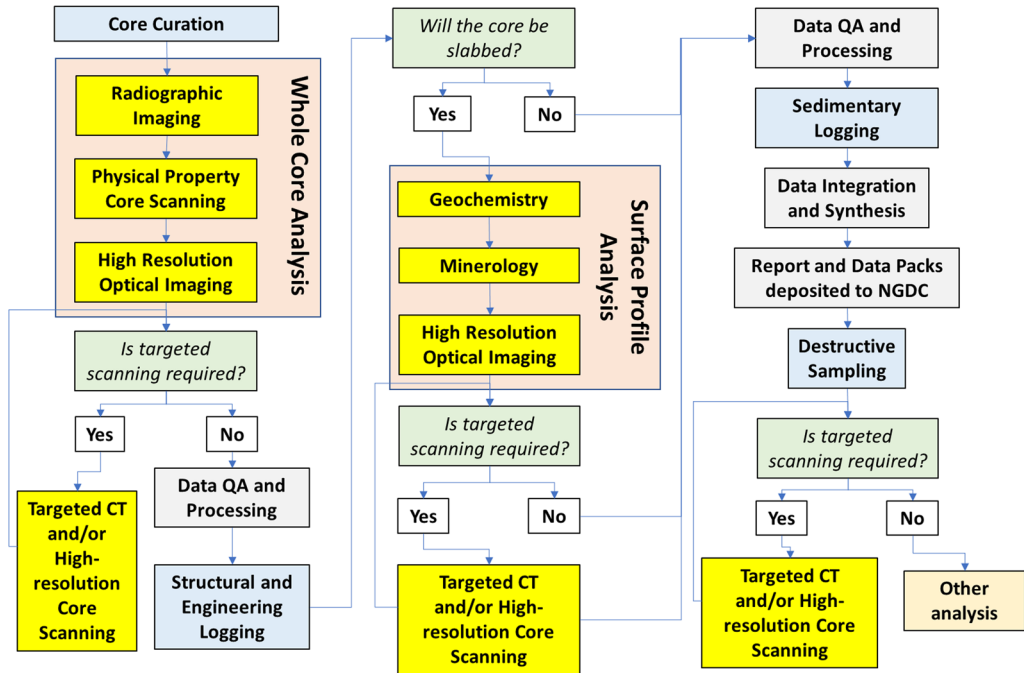 Core Curation
Radiographic
Imaging
Physical Property
Core Scanning
High Resolution
Optical Imaging
Whole Core Analysis
Is targeted
scanning required?
Yes
No
Targeted CT
and/or
High-
resolution
Core
Scanning
Data QA and
Processing
Structural and
Engineering
Logging
Will the core be
slabbed?
Yes
No
Geochemistry
Minerology
High Resolution
Optical Imaging
Surface Profile
Analysis
Is targeted
scanning required?
Yes
No
Targeted CT
and/or High-
resolution Core
Scanning
Data QA and
Processing
Sedimentary
Logging
Data Integration
and Synthesis
Report and Data Packs
deposited to NGDC
Destructive
Sampling
Is targeted
scanning required?
Yes
No
Targeted CT
and/or High-
resolution Core
Scanning
Other
analysis